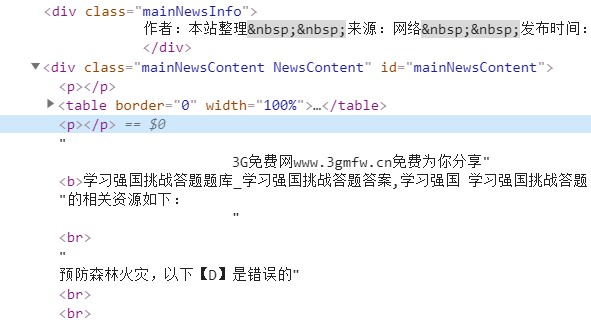 <div class="mainNewsInfo">
作者：本站整理&nbsp;&nbsp;来源：网络&nbsp;&nbsp;发布时间：
</div>
▼<div class="mainNewsContent NewsContent" id="mainNewsContent">
<p></p>
▶<table border="0" width="100%">…</table>
<p></p> == $0
"
3G免费网www.3gmfw.cn免费为你分享"
<b>学习强国挑战答题题库_学习强国挑战答题答案,学习强国 学习强国挑战答题
"的相关资源如下：
"
<br>
"
预防森林火灾，以下【D】是错误的"
<br>
<br>